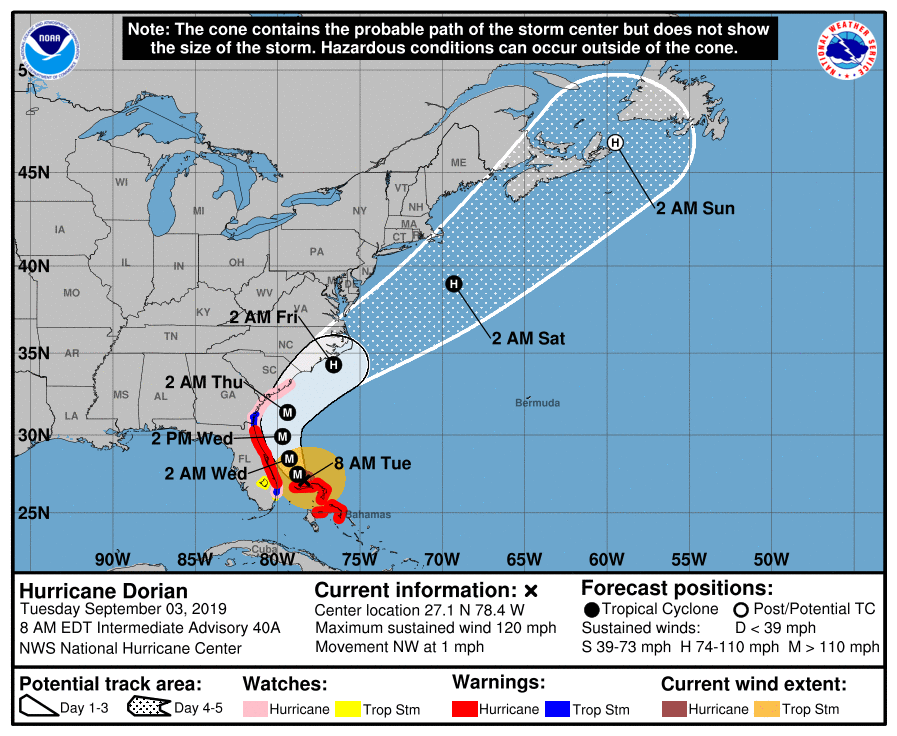 Note: The cone contains the probable path of the storm center but does not show
the size of the storm. Hazardous conditions can occur outside of the cone.
NOAA
NATIONAL WEATHER SERVICE
45N
40N
35N
30N
25N
90W 85W 80W 75W 70W 65W 60W 55W 50W
ME
WI
VT
NH
MI
NY
MA
CT
IA
PA
NJ
IL
IN
OH
DE
MO
WV
VA
KY
TN
NC
AR
SC
MS
AL
GA
LA
FL
Bermuda
Bahamas
Cuba
H
2 AM Sun
H
2 AM Sat
2 AM Fri
H
2 AM Thu
M
2 PM Wed
M
2 AM Wed
M
M
8 AM Tue
D
Hurricane Dorian
Tuesday September 03, 2019
8 AM EDT Intermediate Advisory 40A
NWS National Hurricane Center
Current information: ×
Center location 27.1 N 78.4 W
Maximum sustained wind 120 mph
Movement NW at 1 mph
Forecast positions:
Tropical Cyclone Post/Potential TC
Sustained winds: D < 39 mph
S 39-73 mph H 74-110 mph M > 110 mph
Potential track area:
Day 1-3 Day 4-5
Watches:
Hurricane Trop Stm
Warnings:
Hurricane Trop Stm
Current wind extent:
Hurricane Trop Stm